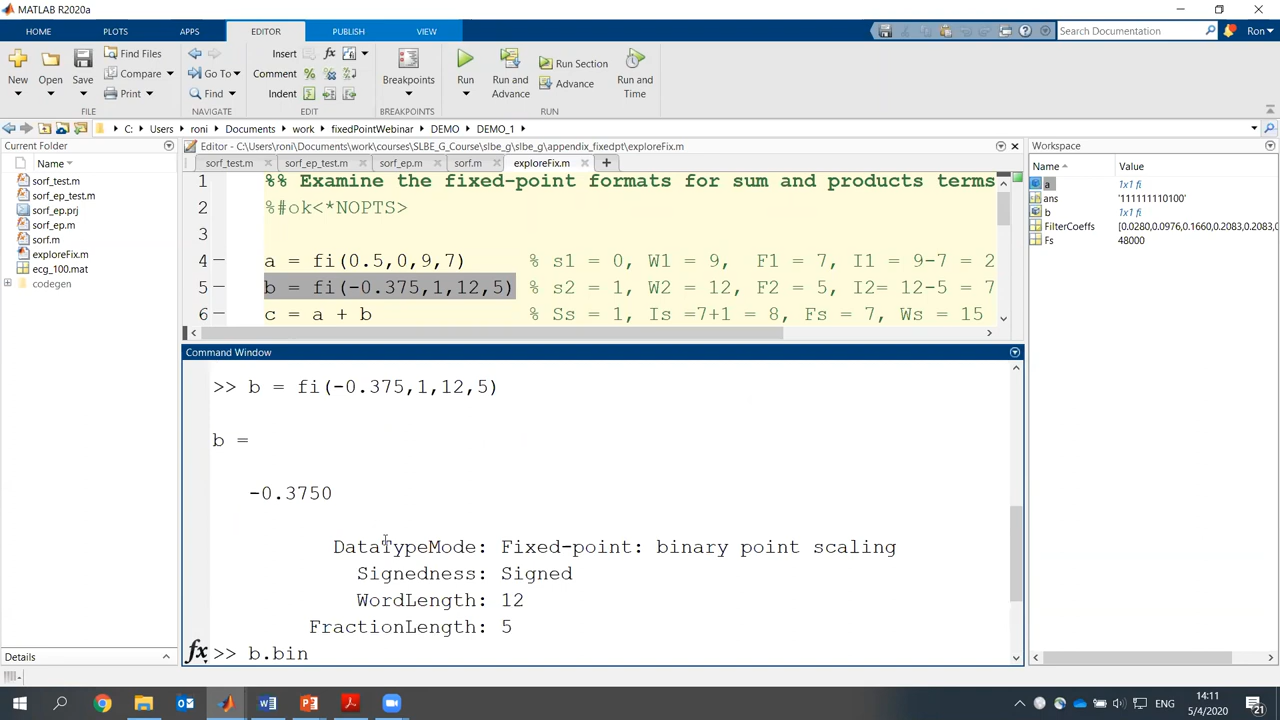 MATLAB R2020a
HOME PLOTS APPS EDITOR PUBLISH VIEW
Search Documentation Ron
New Open Save Find Files Compare Print
Go To Find
Insert Comment Indent
Breakpoints
Run Run and Advance Run Section Advance Run and Time
FILE NAVIGATE EDIT BREAKPOINTS RUN
C: Users roni Documents work fixedPointWebinar DEMO DEMO_1
Current Folder
Name
sorf_test.m
sorf_ep_test.m
sorf_ep.prj
sorf_ep.m
sorf.m
exploreFix.m
ecg_100.mat
codegen
Details
Editor - C:\Users\roni\Documents\work\courses\SLBE_G_Course\slbe_g\slbe_g\appendix_fixedpt\exploreFix.m
sorf_test.m sorf_ep_test.m sorf_ep.m sorf.m exploreFix.m
1 %% Examine the fixed-point formats for sum and products terms
2 %#ok<*NOPTS>
3
4 a = fi(0.5,0,9,7) % s1 = 0, W1 = 9, F1 = 7, I1 = 9-7 = 2
5 b = fi(-0.375,1,12,5) % s2 = 1, W2 = 12, F2 = 5, I2= 12-5 = 7
6 c = a + b % Ss = 1, Is =7+1 = 8, Fs = 7, Ws = 15
Command Window
>> b = fi(-0.375,1,12,5)
b =
-0.3750
DataTypeMode: Fixed-point: binary point scaling
Signedness: Signed
WordLength: 12
FractionLength: 5
fx >> b.bin
Workspace
Name Value
a 1x1 fi
ans '111111110100'
b 1x1 fi
FilterCoeffs [0.0280,0.0976,0.1660,0.2083,0.2083,0
Fs 48000
ENG
14:11
5/4/2020
21